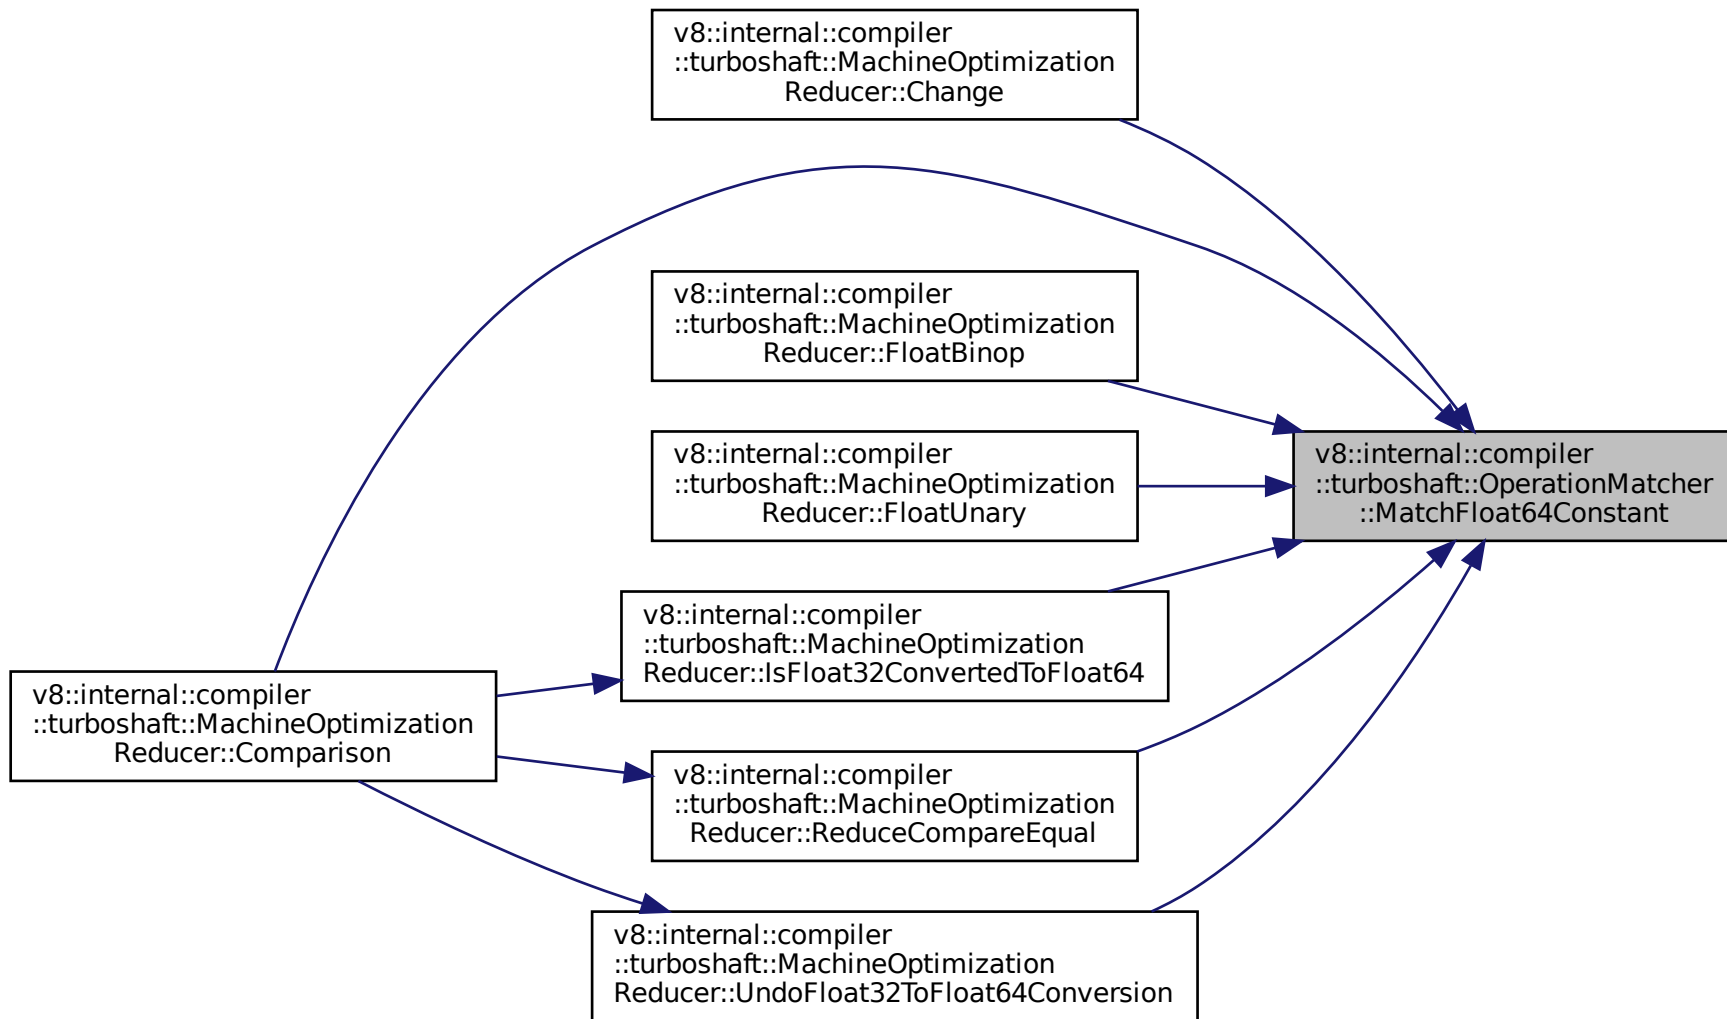 v8::internal::compiler
::turboshaft::MachineOptimization
Reducer::Change
v8::internal::compiler
::turboshaft::MachineOptimization
Reducer::FloatBinop
v8::internal::compiler
::turboshaft::MachineOptimization
Reducer::FloatUnary
v8::internal::compiler
::turboshaft::OperationMatcher
::MatchFloat64Constant
v8::internal::compiler
::turboshaft::MachineOptimization
Reducer::IsFloat32ConvertedToFloat64
v8::internal::compiler
::turboshaft::MachineOptimization
Reducer::Comparison
v8::internal::compiler
::turboshaft::MachineOptimization
Reducer::ReduceCompareEqual
v8::internal::compiler
::turboshaft::MachineOptimization
Reducer::UndoFloat32ToFloat64Conversion